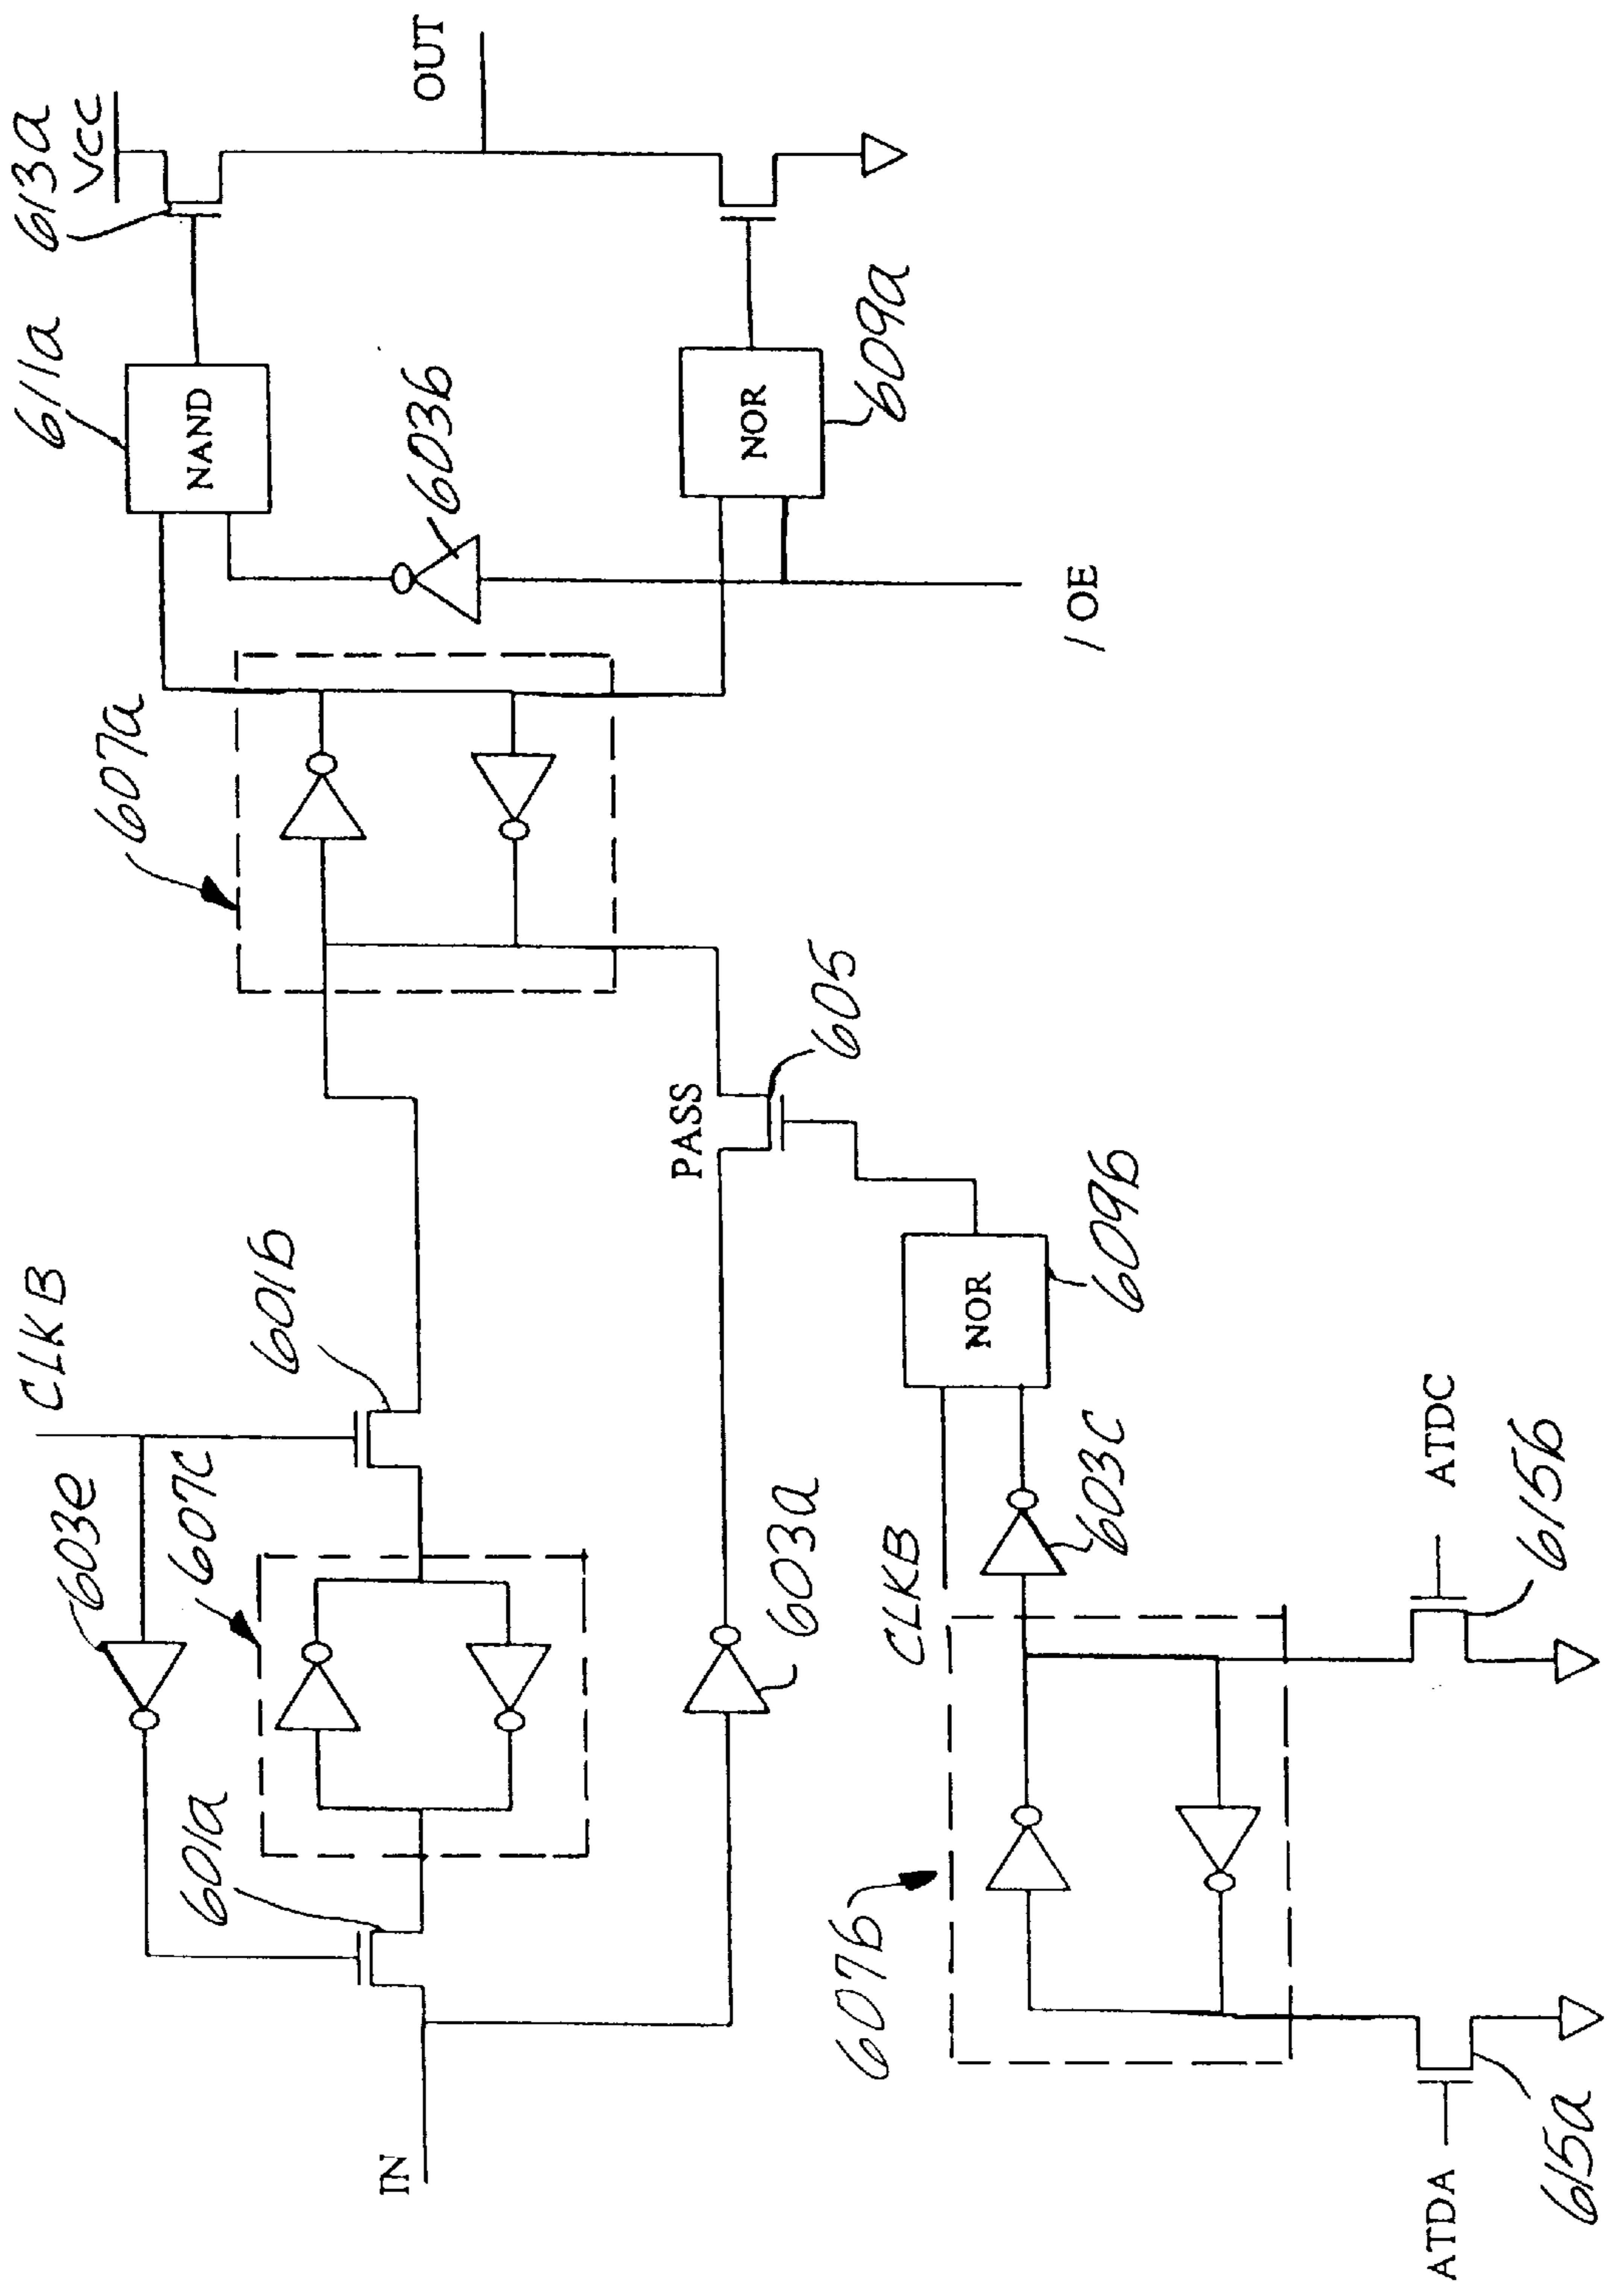 613a
VCC
611a
NAND
OUT
603b
NOR
609a
/ OE
607a
CLKB
601b
603e
607c
601a
PASS
605
603a
IN
NOR
609b
CLKB
603c
607b
ATDC
615b
ATDA
615a